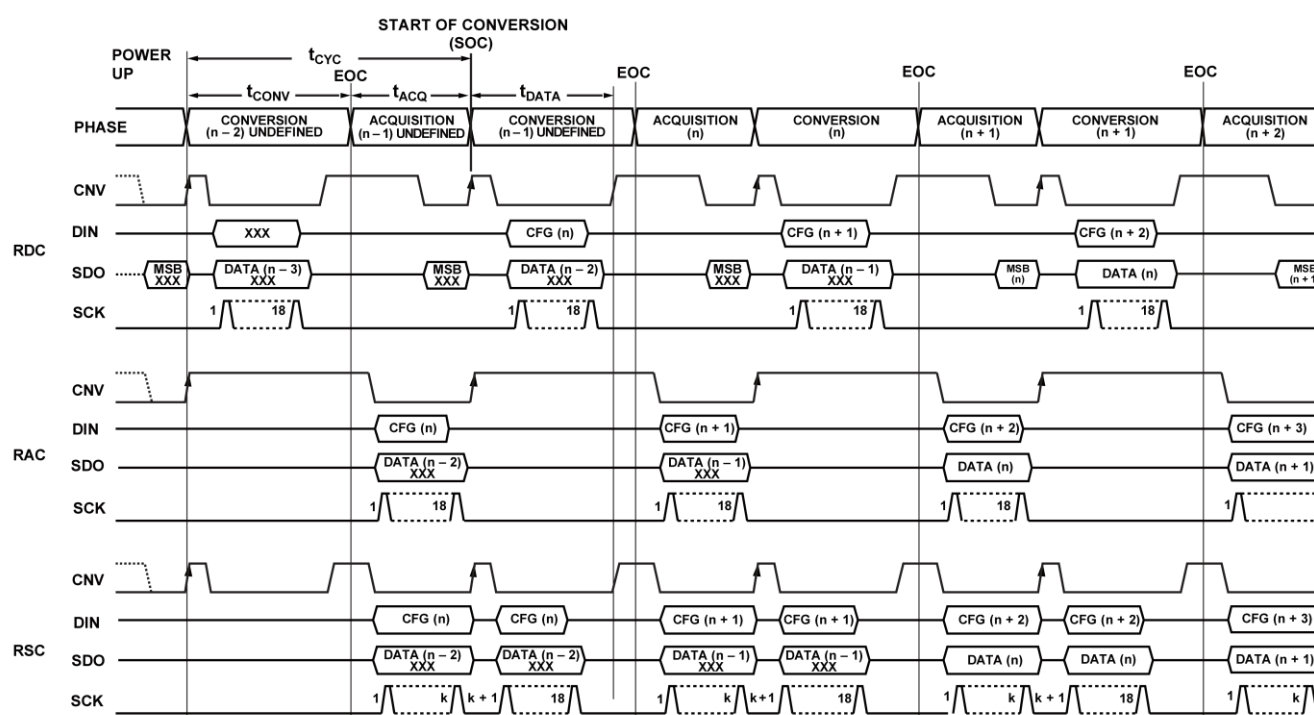 START OF CONVERSION
(SOC)
POWER
UP
tCYC
EOC
EOC
EOC
EOC
tCONV
tACQ
tDATA
PHASE
CONVERSION
(n – 2) UNDEFINED
ACQUISITION
(n – 1) UNDEFINED
CONVERSION
(n – 1) UNDEFINED
ACQUISITION
(n)
CONVERSION
(n)
ACQUISITION
(n + 1)
CONVERSION
(n + 1)
ACQUISITION
(n + 2)
RDC
CNV
DIN
XXX
CFG (n)
CFG (n + 1)
CFG (n + 2)
SDO
MSB
XXX
DATA (n – 3)
XXX
MSB
XXX
DATA (n – 2)
XXX
MSB
XXX
DATA (n – 1)
XXX
MSB
(n)
DATA (n)
MSB
(n + 1
SCK
1 18
1 18
1 18
1 18
RAC
CNV
DIN
CFG (n)
CFG (n + 1)
CFG (n + 2)
CFG (n + 3)
SDO
DATA (n – 2)
XXX
DATA (n – 1)
XXX
DATA (n)
DATA (n + 1)
SCK
1 18
1 18
1 18
1
RSC
CNV
DIN
CFG (n)
CFG (n)
CFG (n + 1)
CFG (n + 1)
CFG (n + 2)
CFG (n + 2)
CFG (n + 3)
SDO
DATA (n – 2)
XXX
DATA (n – 2)
XXX
DATA (n – 1)
XXX
DATA (n – 1)
XXX
DATA (n)
DATA (n)
DATA (n + 1)
SCK
1 k k + 1 18
1 k k+1 18
1 k k + 1 18
1 k